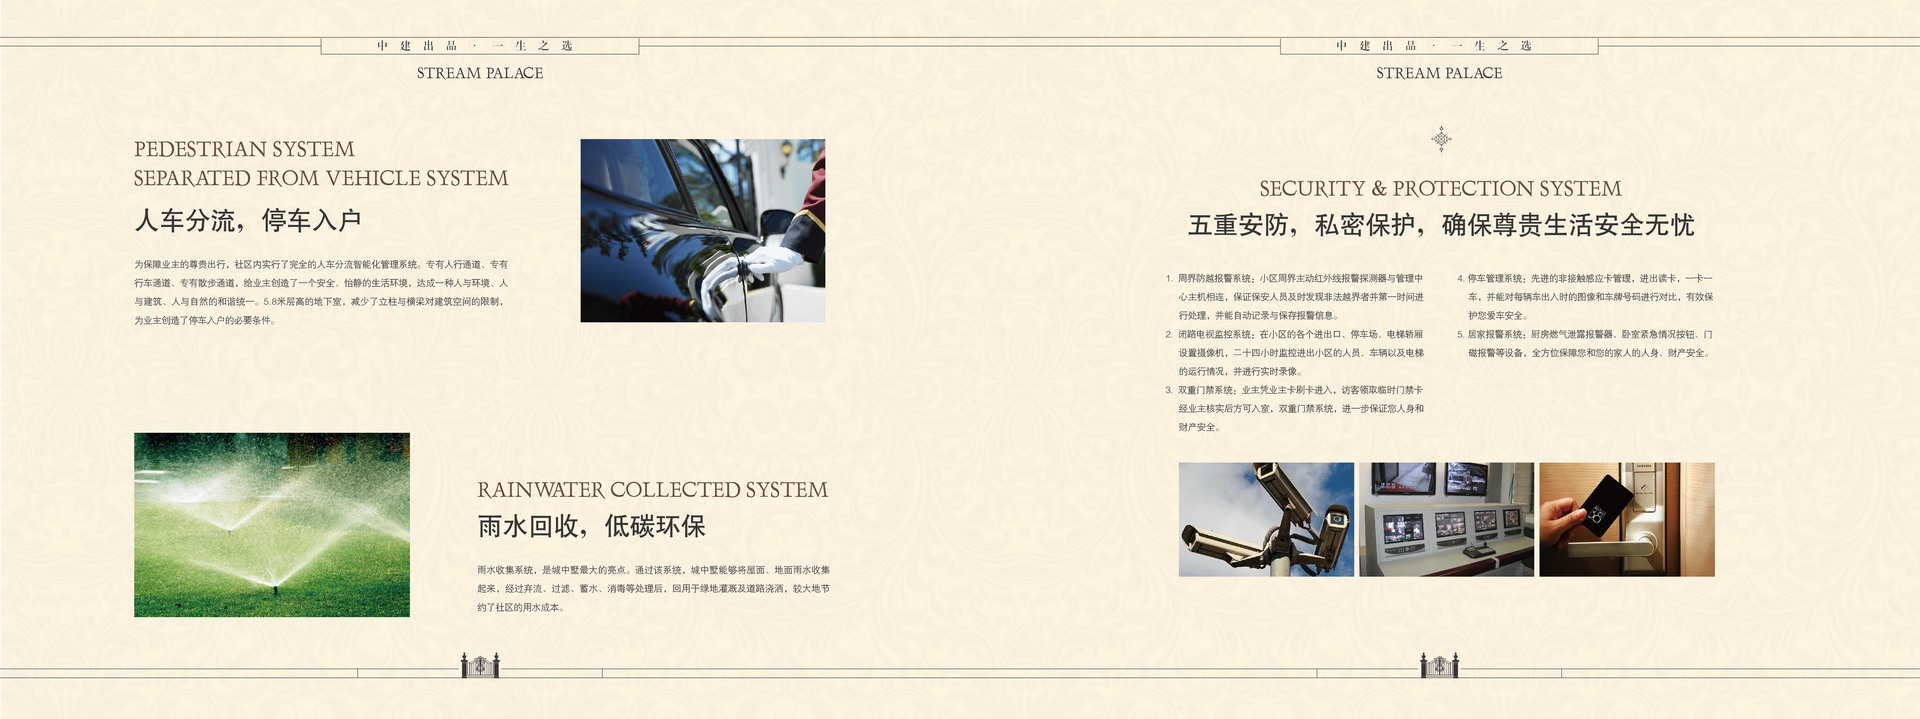 中建出品·一生之选
STREAM PALACE
PEDESTRIAN SYSTEM
SEPARATED FROM VEHICLE SYSTEM
人车分流，停车入户
为保障业主的尊贵出行，社区内实行了完全的人车分流智能化管理系统。专有人行通道、专有
行车通道、专有散步通道，给业主创造了一个安全、怡静的生活环境，达成一种人与环境、人
与建筑、人与自然的和谐统一。5.8米层高的地下室，减少了立柱与横梁对建筑空间的限制，
为业主创造了停车入户的必要条件。
RAINWATER COLLECTED SYSTEM
雨水回收，低碳环保
雨水收集系统，是城中墅最大的亮点。通过该系统，城中墅能够将屋面、地面雨水收集
起来，经过弃流、过滤、蓄水、消毒等处理后，回用于绿地灌溉及道路浇洒，较大地节
约了社区的用水成本。
中建出品·一生之选
STREAM PALACE
SECURITY & PROTECTION SYSTEM
五重安防，私密保护，确保尊贵生活安全无忧
1. 周界防越报警系统：小区周界主动红外线报警探测器与管理中
心主机相连，保证保安人员及时发现非法越界者并第一时间进
行处理，并能自动记录与保存报警信息。
2. 闭路电视监控系统：在小区的各个进出口、停车场、电梯轿厢
设置摄像机，二十四小时监控进出小区的人员、车辆以及电梯
的运行情况，并进行实时录像。
3. 双重门禁系统：业主凭业主卡刷卡进入，访客领取临时门禁卡
经业主核实后方可入室，双重门禁系统，进一步保证您人身和
财产安全。
4. 停车管理系统：先进的非接触感应卡管理，进出读卡，一卡一
车，并能对每辆车出入时的图像和车牌号码进行对比，有效保
护您爱车安全。
5. 居家报警系统：厨房燃气泄露报警器、卧室紧急情况按钮、门
磁报警等设备，全方位保障您和您的家人的人身、财产安全。